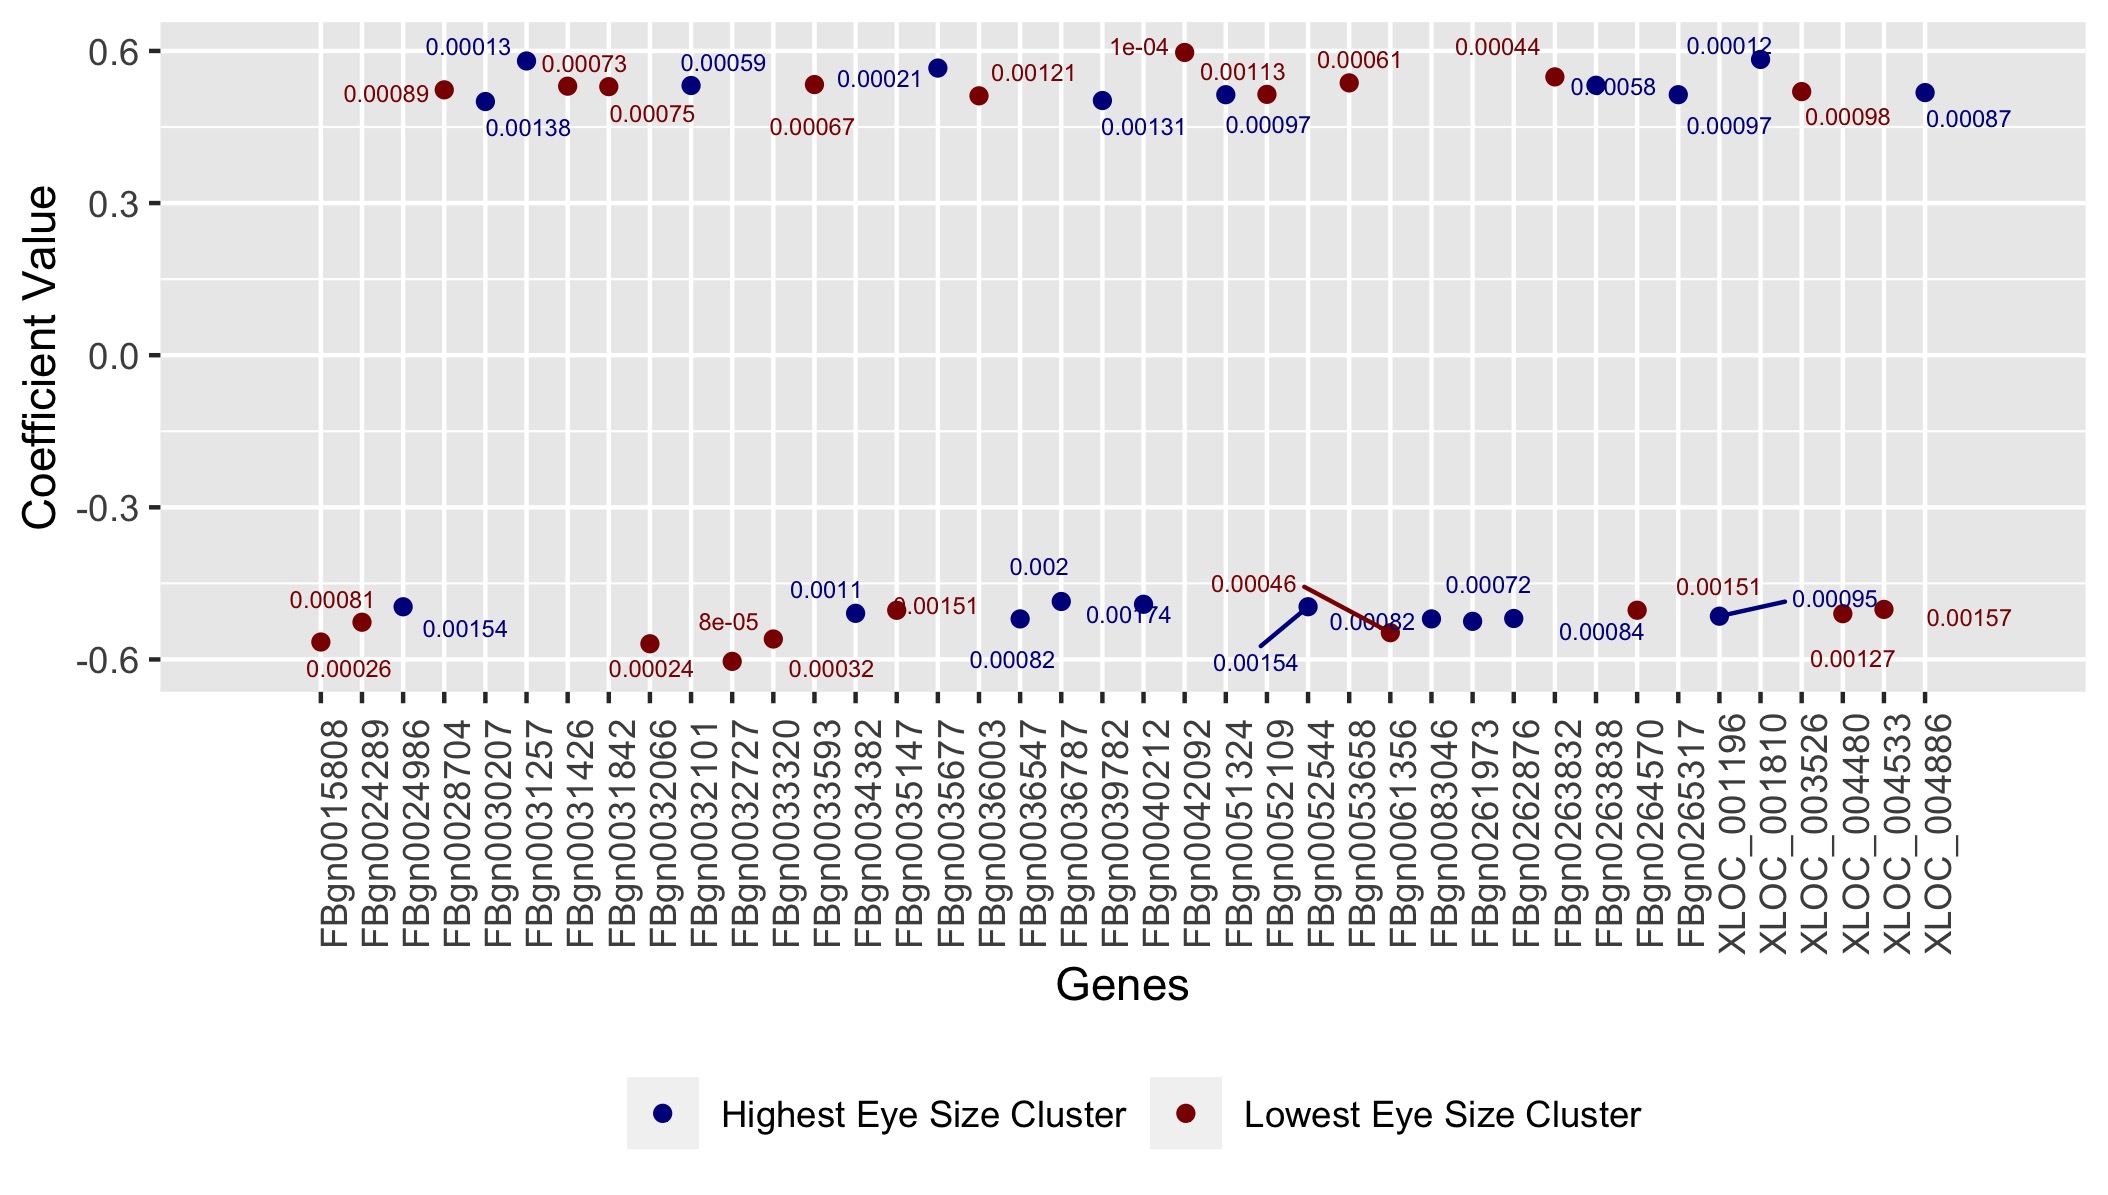 Coefficient Value
0.6
0.3
0.0
-0.3
-0.6
0.00013
0.00089
0.00138
0.00073
0.00075
0.00059
0.00067
0.00021
0.00121
1e-04
0.00131
0.00113
0.00097
0.00061
0.00044
0.00058
0.00012
0.00097
0.00098
0.00087
0.00081
0.00026
0.00154
0.00024
8e-05
0.00032
0.0011
0.00151
0.002
0.00082
0.00174
0.00046
0.00154
0.00082
0.00072
0.00084
0.00151
0.00095
0.00127
0.00157
FBgn0015808
FBgn0024289
FBgn0024986
FBgn0028704
FBgn0030207
FBgn0031257
FBgn0031426
FBgn0031842
FBgn0032066
FBgn0032101
FBgn0032727
FBgn0033320
FBgn0033593
FBgn0034382
FBgn0035147
FBgn0035677
FBgn0036003
FBgn0036547
FBgn0036787
FBgn0039782
FBgn0040212
FBgn0042092
FBgn0051324
FBgn0052109
FBgn0052544
FBgn0053658
FBgn0061356
FBgn0083046
FBgn0261973
FBgn0262876
FBgn0263832
FBgn0263838
FBgn0264570
FBgn0265317
XLOC_001196
XLOC_001810
XLOC_003526
XLOC_004480
XLOC_004533
XLOC_004886
Genes
Highest Eye Size Cluster
Lowest Eye Size Cluster